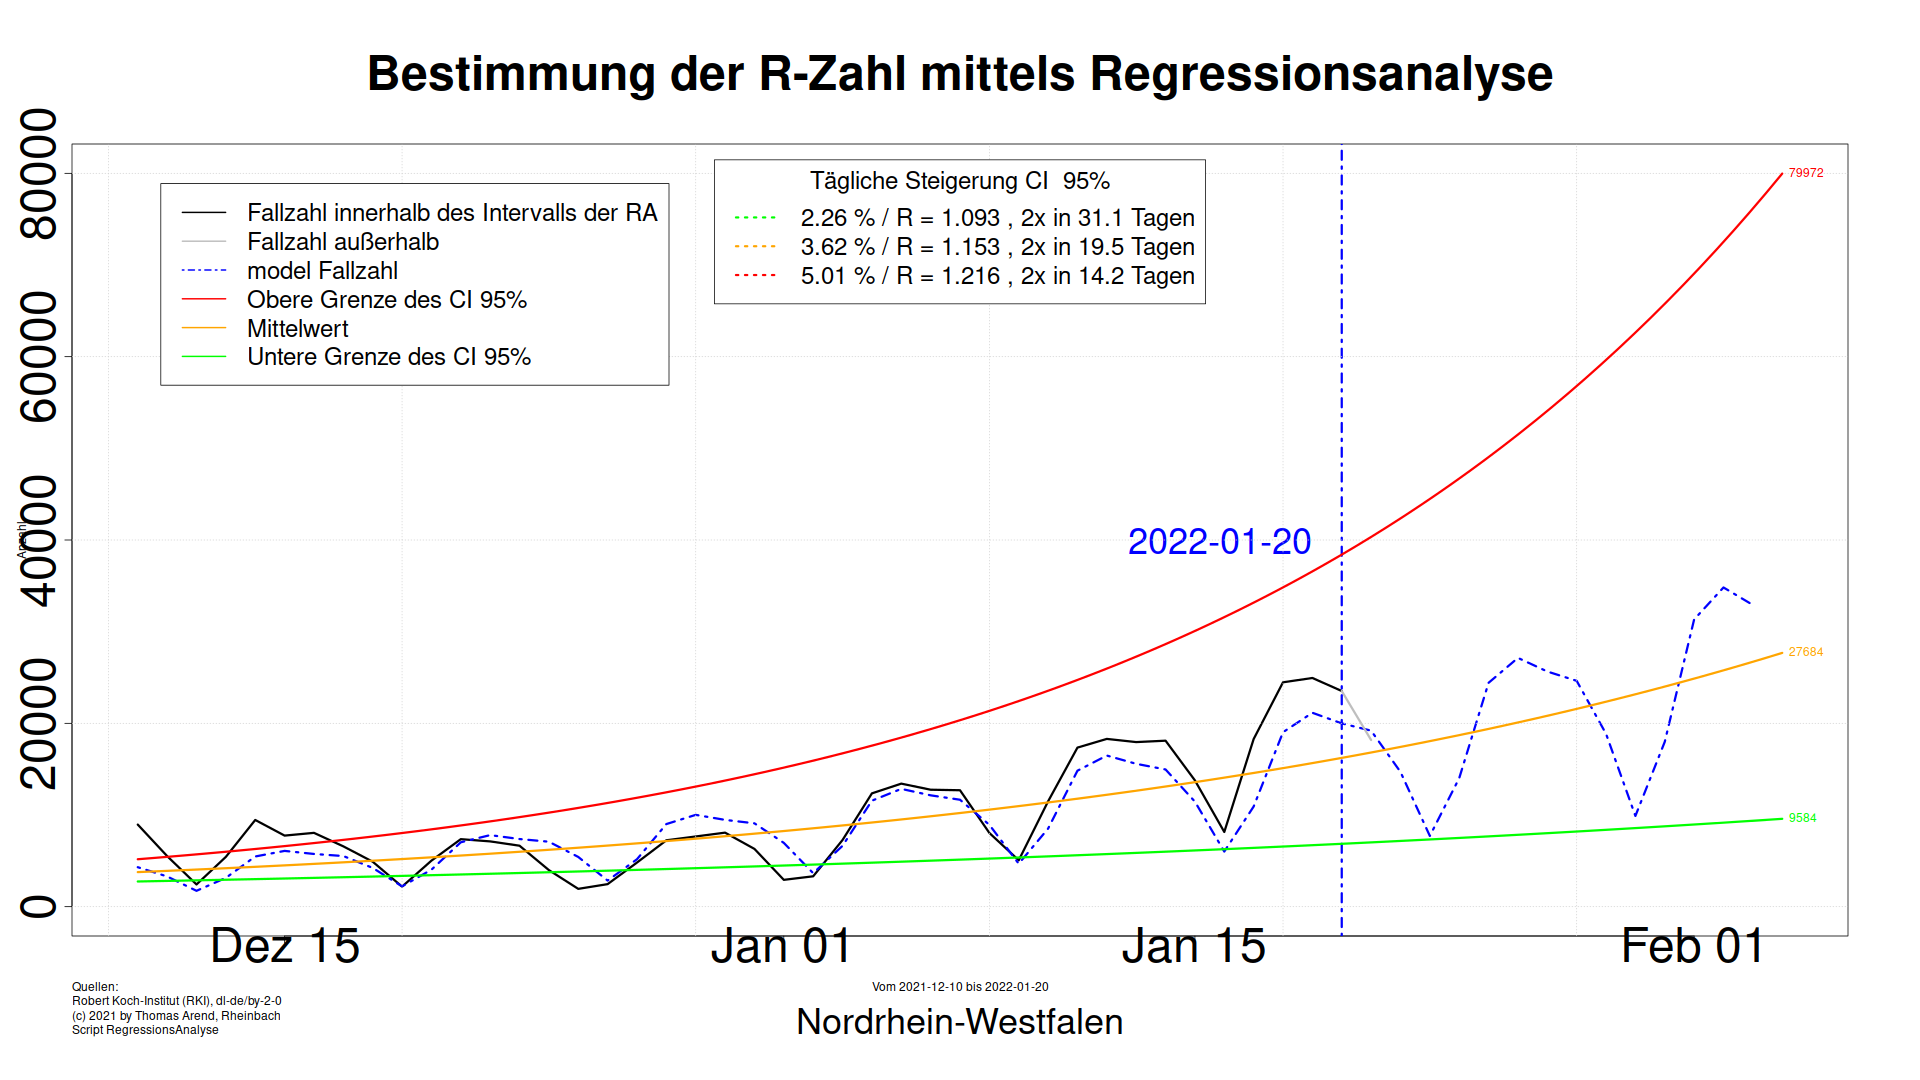 Bestimmung der R-Zahl mittels Regressionsanalyse
Anzahl
80000
60000
40000
20000
0
Fallzahl innerhalb des Intervalls der RA
Fallzahl außerhalb
model Fallzahl
Obere Grenze des CI 95%
Mittelwert
Untere Grenze des CI 95%
Tägliche Steigerung CI  95%
2.26 % / R = 1.093 , 2x in 31.1 Tagen
3.62 % / R = 1.153 , 2x in 19.5 Tagen
5.01 % / R = 1.216 , 2x in 14.2 Tagen
79972
2022-01-20
27684
9584
Dez 15
Jan 01
Jan 15
Feb 01
Quellen:
Robert Koch-Institut (RKI), dl-de/by-2-0
(c) 2021 by Thomas Arend, Rheinbach
Script RegressionsAnalyse
Vom 2021-12-10 bis 2022-01-20
Nordrhein-Westfalen